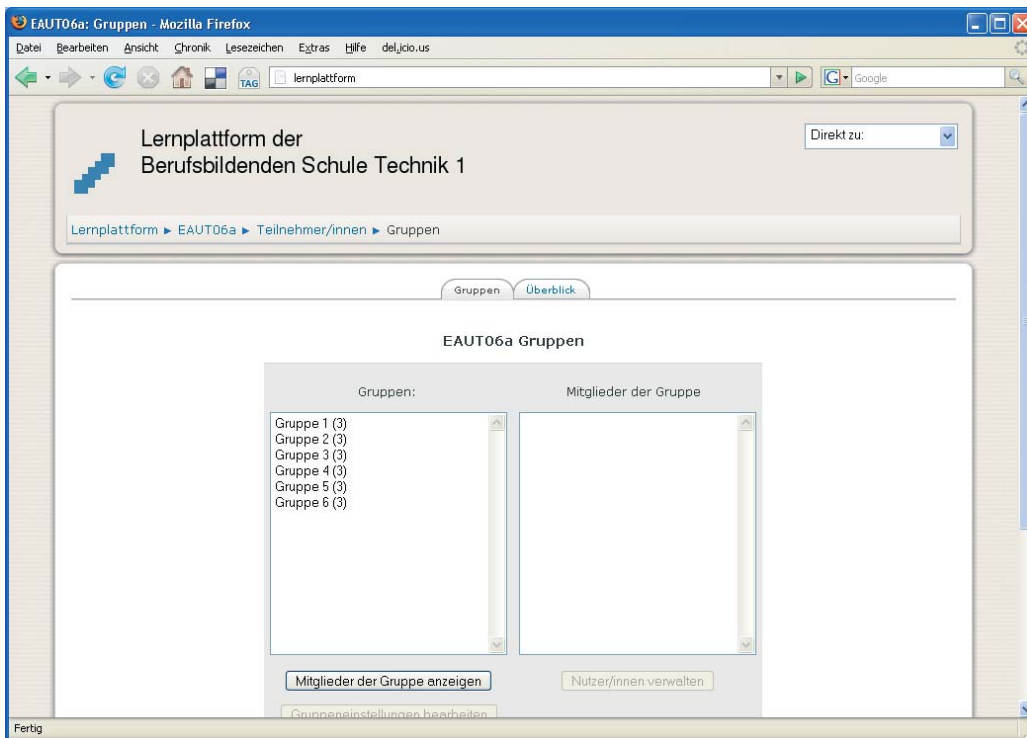 EAUT06a: Gruppen - Mozilla Firefox
Datei Bearbeiten Ansicht Chronik Lesezeichen Extras Hilfe del.icio.us
TAG lernplattform G Google
Lernplattform der
Berufsbildenden Schule Technik 1
Direkt zu:
Lernplattform ► EAUT06a ► Teilnehmer/innen ► Gruppen
Gruppen Überblick
EAUT06a Gruppen
Gruppen: Mitglieder der Gruppe
Gruppe 1 (3)
Gruppe 2 (3)
Gruppe 3 (3)
Gruppe 4 (3)
Gruppe 5 (3)
Gruppe 6 (3)
Mitglieder der Gruppe anzeigen Nutzer/innen verwalten
Gruppeneinstellungen bearbeiten
Fertig